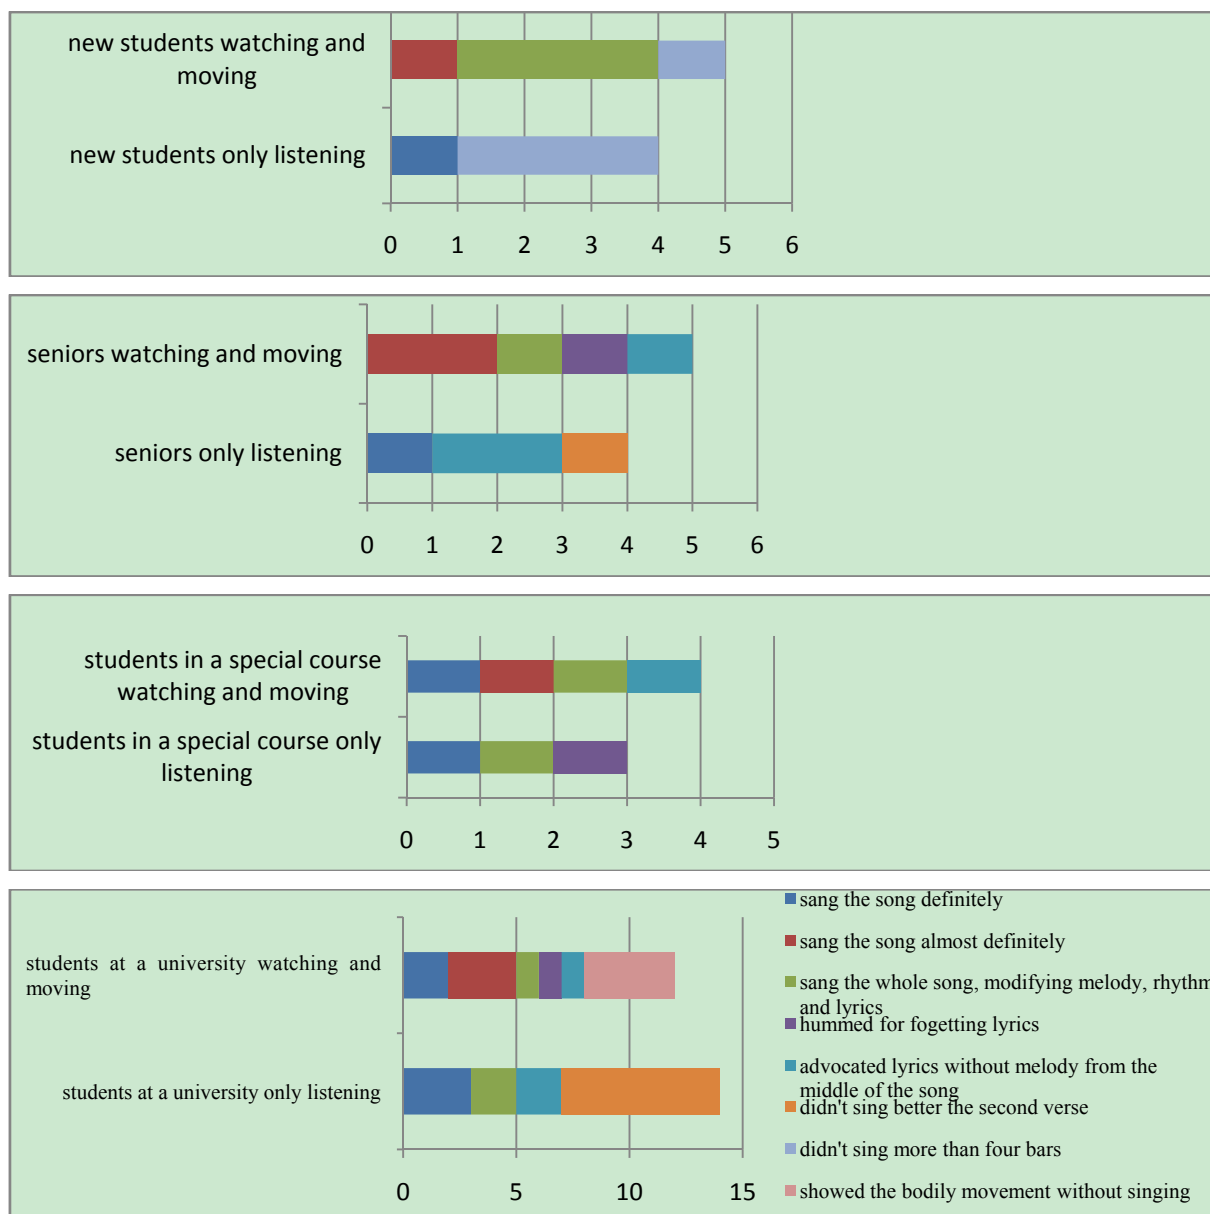 new students watching and
moving
new students only listening
0 1 2 3 4 5 6
seniors watching and moving
seniors only listening
0 1 2 3 4 5 6
students in a special course
watching and moving
students in a special course only
listening
0 1 2 3 4 5
students at a university watching and
moving
students at a university only listening
0 5 10 15
sang the song definitely
sang the song almost definitely
sang the whole song, modifying melody, rhythm
and lyrics
hummed for fogetting lyrics
advocated lyrics without melody from the
middle of the song
didn't sing better the second verse
didn't sing more than four bars
showed the bodily movement without singing